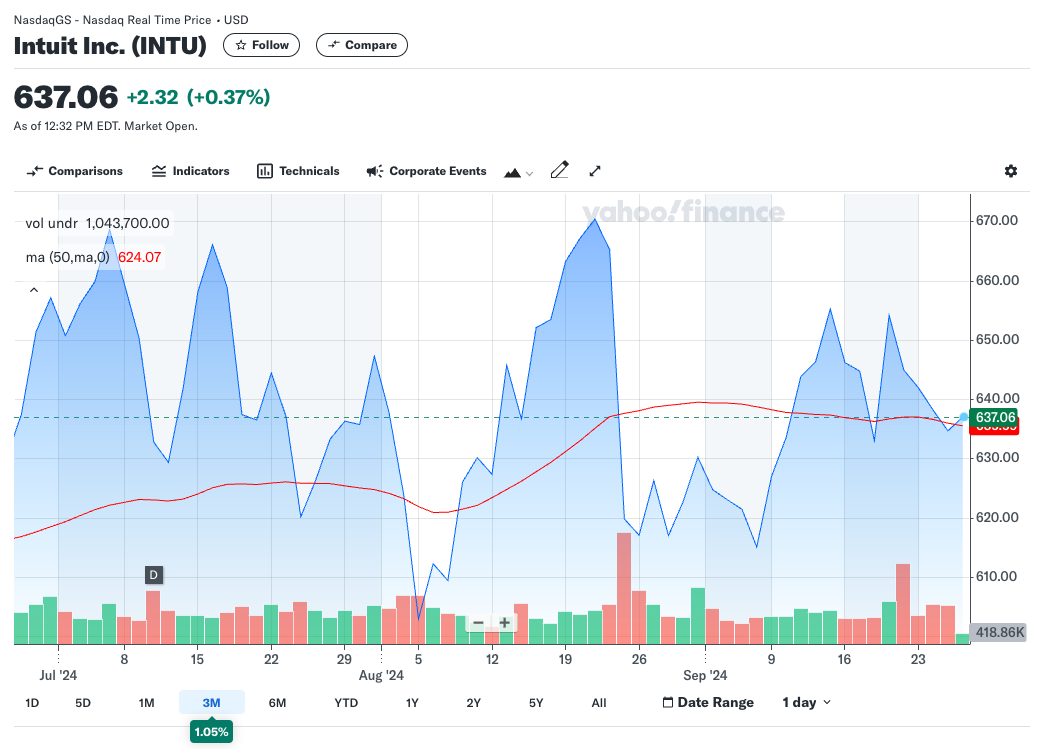 NasdaqGS - Nasdaq Real Time Price • USD
Intuit Inc. (INTU)
Follow
Compare
637.06 +2.32 (+0.37%)
As of 12:32 PM EDT. Market Open.
Comparisons
Indicators
Technicals
Corporate Events
vol undr 1,043,700.00
ma (50,ma,0) 624.07
yahoo!finance
670.00
660.00
650.00
640.00
637.06
630.00
620.00
610.00
418.86K
D
8 15 22 29 5 12 19 26 9 16 23
Jul '24 Aug '24 Sep '24
1D 5D 1M 3M 6M YTD 1Y 2Y 5Y All
Date Range
1 day
1.05%